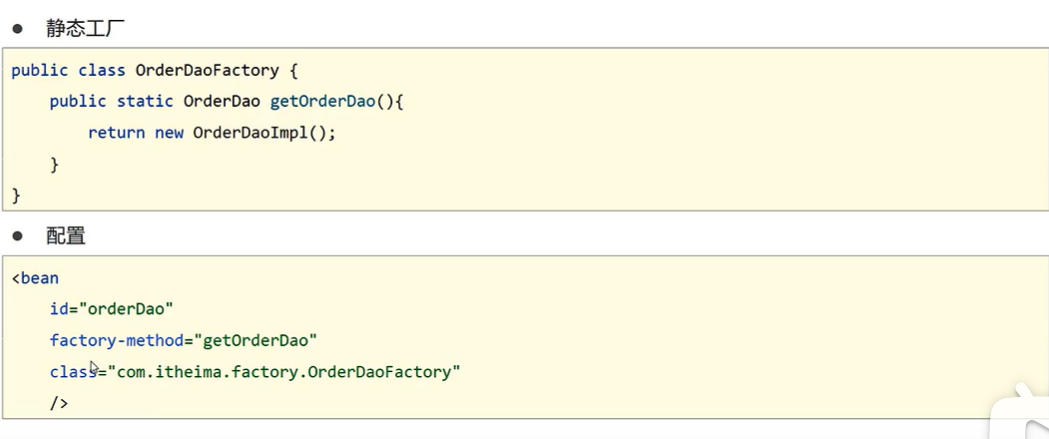 ● 静态工厂
public class OrderDaoFactory {
    public static OrderDao getOrderDao(){
        return new OrderDaoImpl();
    }
}
● 配置
<bean
    id="orderDao"
    factory-method="getOrderDao"
    class="com.itheima.factory.OrderDaoFactory"
    />